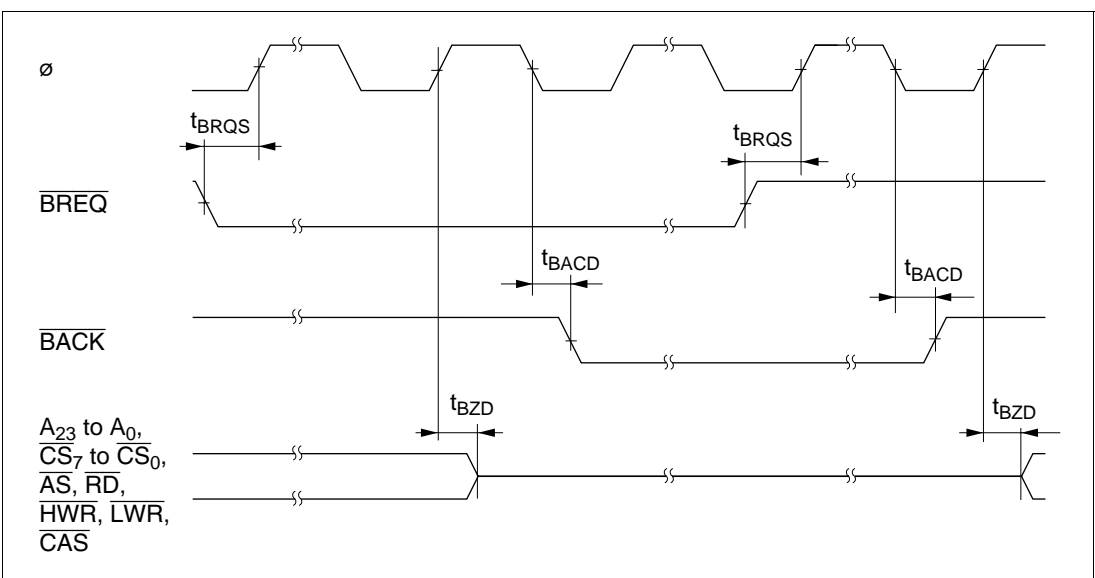 ø
tBRQS
tBRQS
BREQ
tBACD
tBACD
BACK
tBZD
tBZD
A23 to A0,
CS7 to CS0,
AS, RD,
HWR, LWR,
CAS